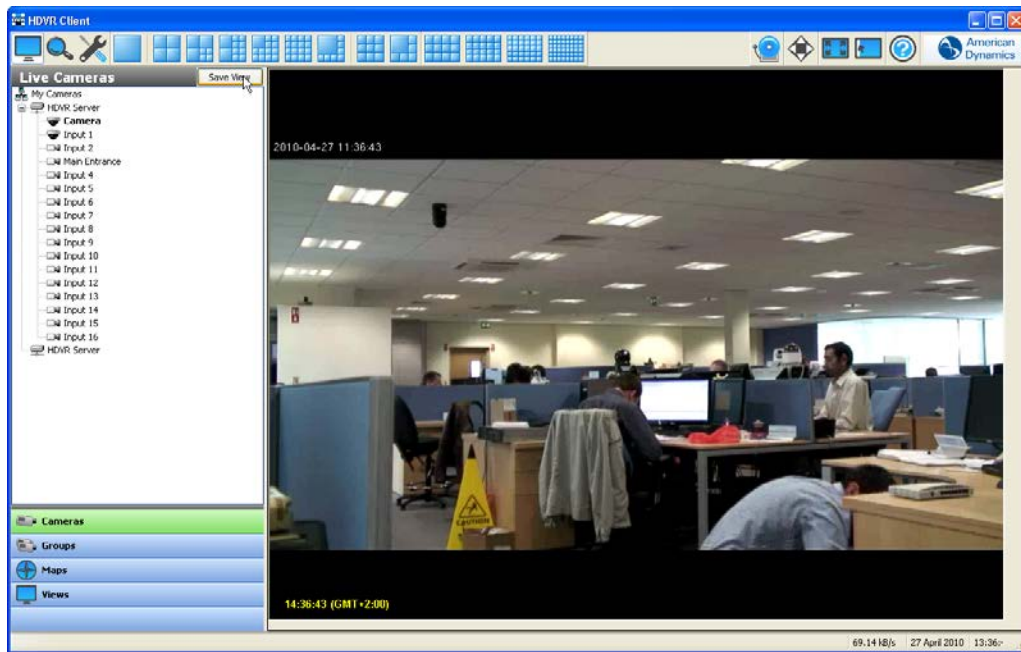 HDVR Client
American
Dynamics
Live Cameras
Save View
My Cameras
HDVR Server
Camera
Input 1
Input 2
Main Entrance
Input 4
Input 5
Input 6
Input 7
Input 8
Input 9
Input 10
Input 11
Input 12
Input 13
Input 14
Input 15
Input 16
HDVR Server
2010-04-27 11:36:43
CAUTION
14:36:43 (GMT+2:00)
Cameras
Groups
Maps
Views
69.14 kB/s 27 April 2010 13:36